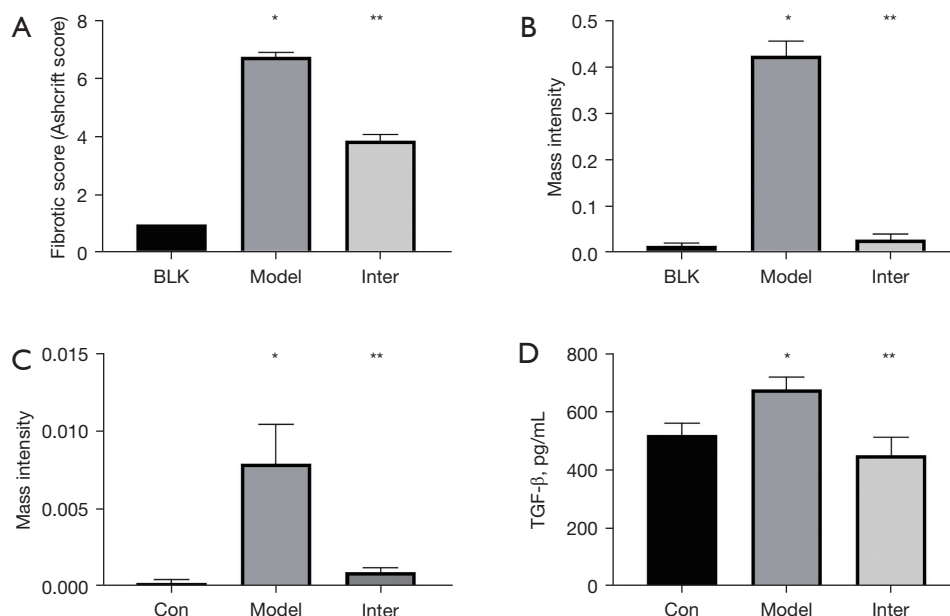 A
Fibrotic score (Ashcrift score)
8
6
4
2
0
*
**
BLK
Model
Inter
B
Mass intensity
0.5
0.4
0.3
0.2
0.1
0.0
*
**
BLK
Model
Inter
C
Mass intensity
0.015
0.010
0.005
0.000
*
**
Con
Model
Inter
D
TGF-β, pg/mL
800
600
400
200
0
*
**
Con
Model
Inter